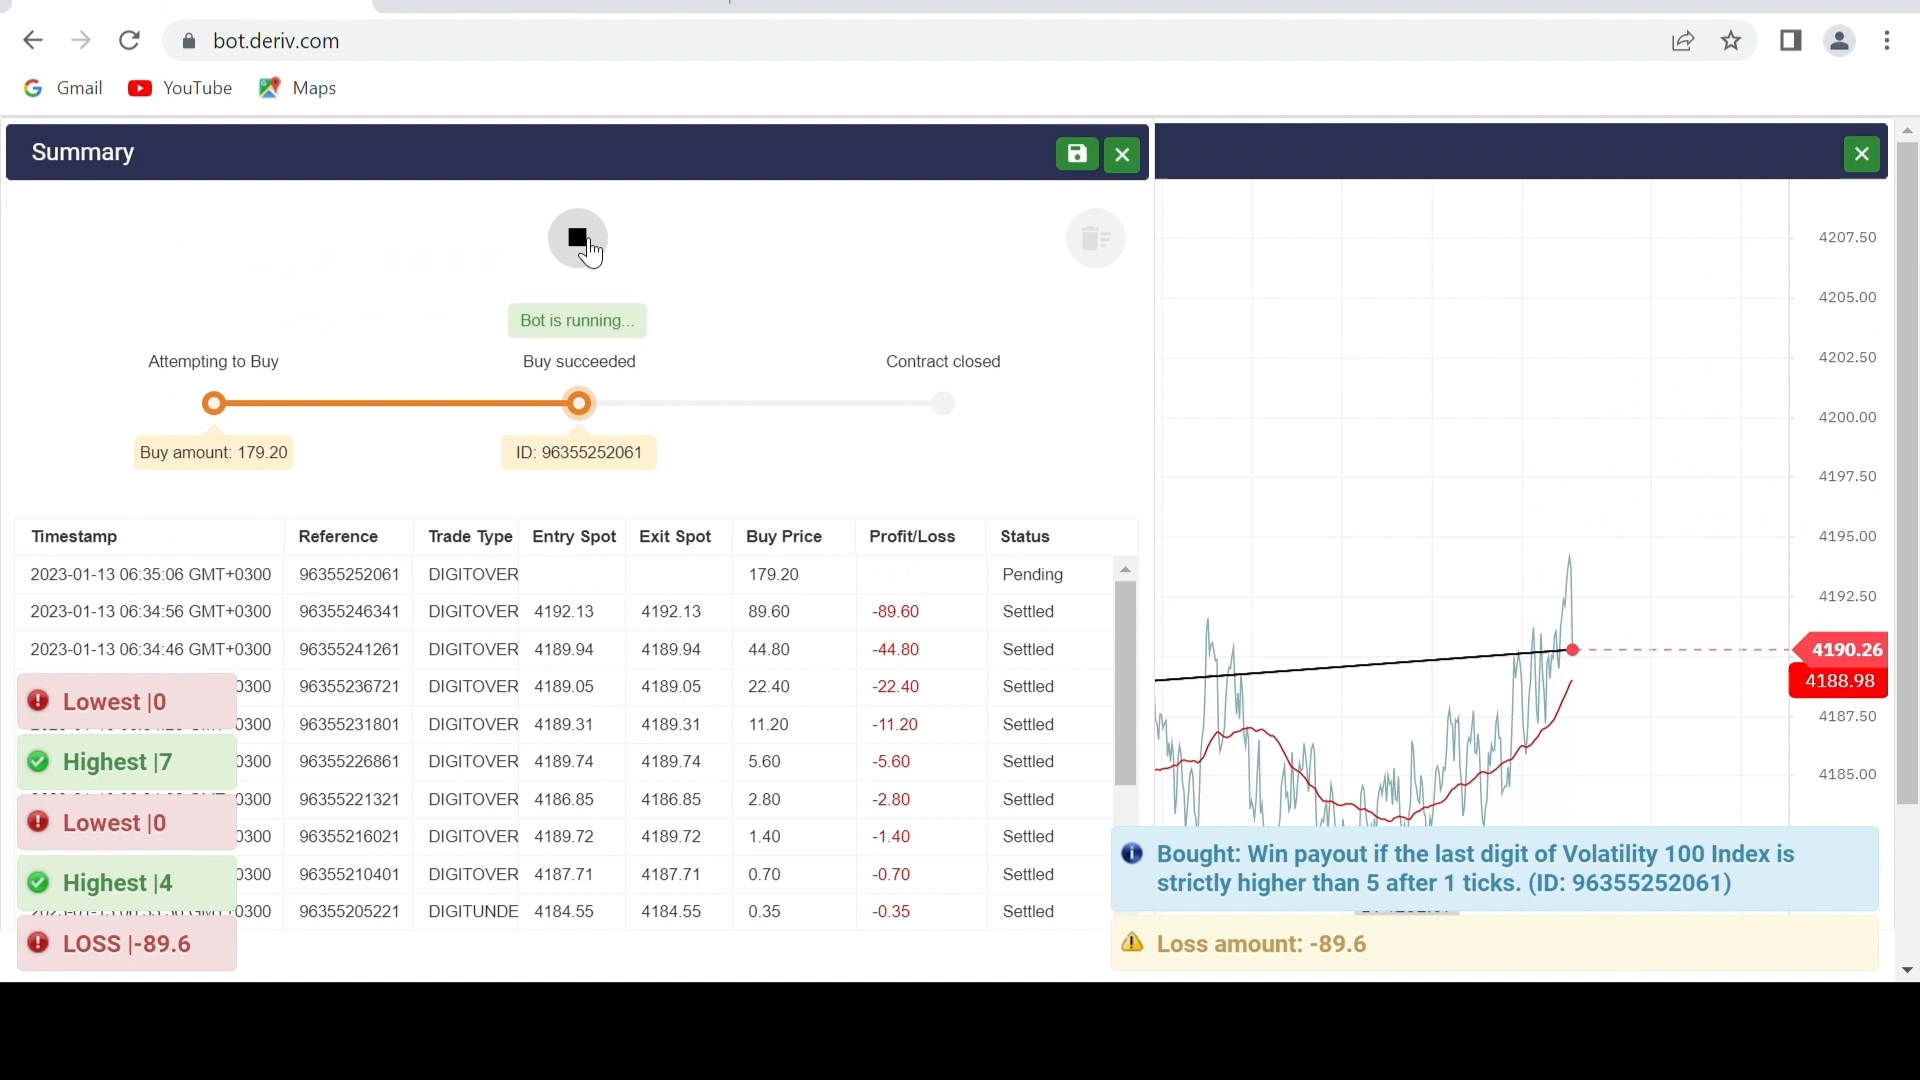 bot.deriv.com
Gmail YouTube Maps
Summary
Bot is running...
Attempting to Buy Buy succeeded Contract closed
Buy amount: 179.20 ID: 96355252061
Timestamp Reference Trade Type Entry Spot Exit Spot Buy Price Profit/Loss Status
2023-01-13 06:35:06 GMT+0300 96355252061 DIGITOVER 179.20 Pending
2023-01-13 06:34:56 GMT+0300 96355246341 DIGITOVER 4192.13 4192.13 89.60 -89.60 Settled
2023-01-13 06:34:46 GMT+0300 96355241261 DIGITOVER 4189.94 4189.94 44.80 -44.80 Settled
0300 96355236721 DIGITOVER 4189.05 4189.05 22.40 -22.40 Settled
0300 96355231801 DIGITOVER 4189.31 4189.31 11.20 -11.20 Settled
0300 96355226861 DIGITOVER 4189.74 4189.74 5.60 -5.60 Settled
0300 96355221321 DIGITOVER 4186.85 4186.85 2.80 -2.80 Settled
0300 96355216021 DIGITOVER 4189.72 4189.72 1.40 -1.40 Settled
0300 96355210401 DIGITOVER 4187.71 4187.71 0.70 -0.70 Settled
0300 96355205221 DIGITUNDE 4184.55 4184.55 0.35 -0.35 Settled
Lowest |0
Highest |7
Lowest |0
Highest |4
LOSS |-89.6
4207.50
4205.00
4202.50
4200.00
4197.50
4195.00
4192.50
4190.26
4188.98
4187.50
4185.00
Bought: Win payout if the last digit of Volatility 100 Index is
strictly higher than 5 after 1 ticks. (ID: 96355252061)
Loss amount: -89.6